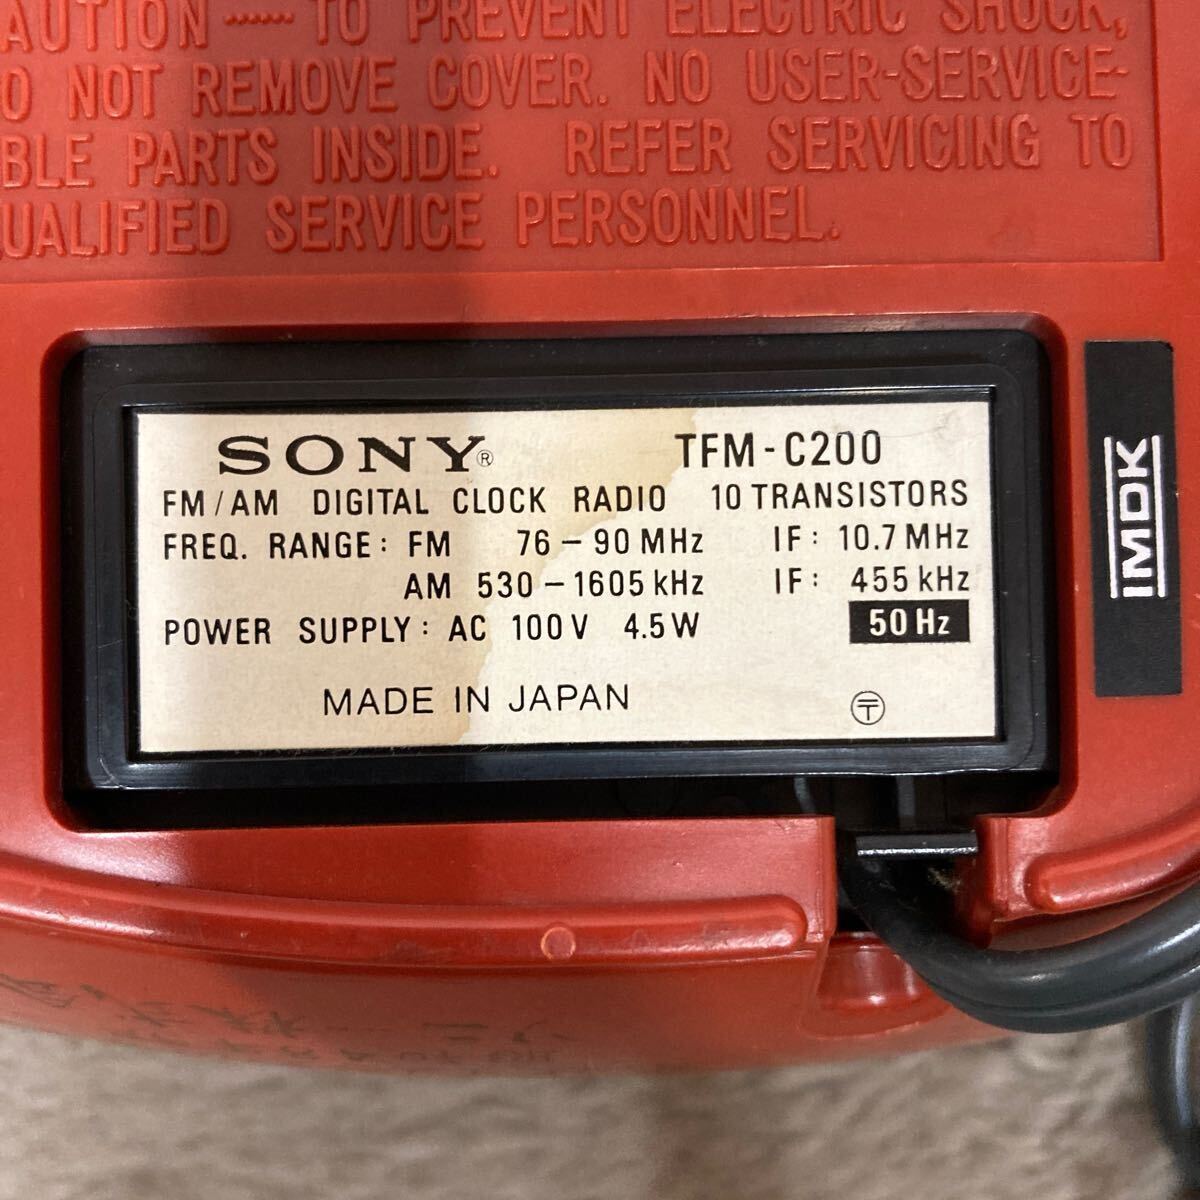 AUTION ------ TO PREVENT ELECTRIC SHOCK,
O NOT REMOVE COVER. NO USER-SERVICE-
BLE PARTS INSIDE. REFER SERVICING TO
UALIFIED SERVICE PERSONNEL.
SONY® TFM-C200
FM/AM DIGITAL CLOCK RADIO 10 TRANSISTORS
FREQ. RANGE: FM 76-90 MHz IF: 10.7 MHz
AM 530-1605 kHz IF: 455 kHz
POWER SUPPLY: AC 100V 4.5W 50 Hz
MADE IN JAPAN 〶
IMDK